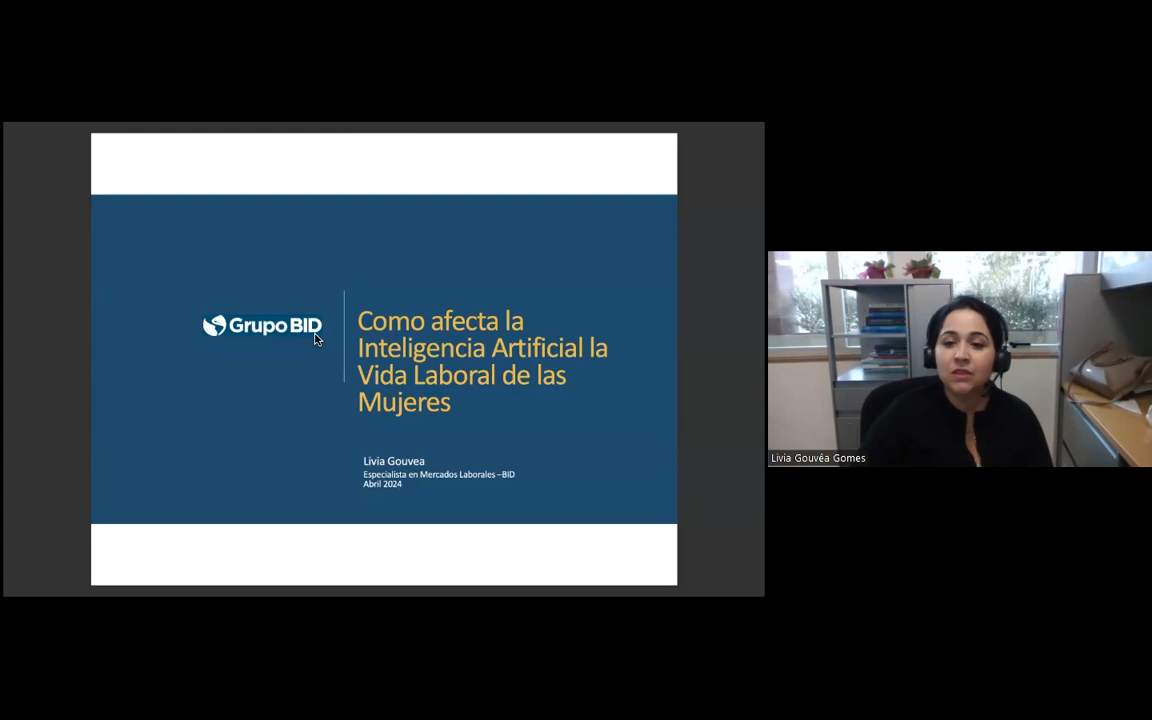 Grupo BID
Como afecta la
Inteligencia Artificial la
Vida Laboral de las
Mujeres
Livia Gouvea
Especialista en Mercados Laborales –BID
Abril 2024
Livia Gouvêa Gomes